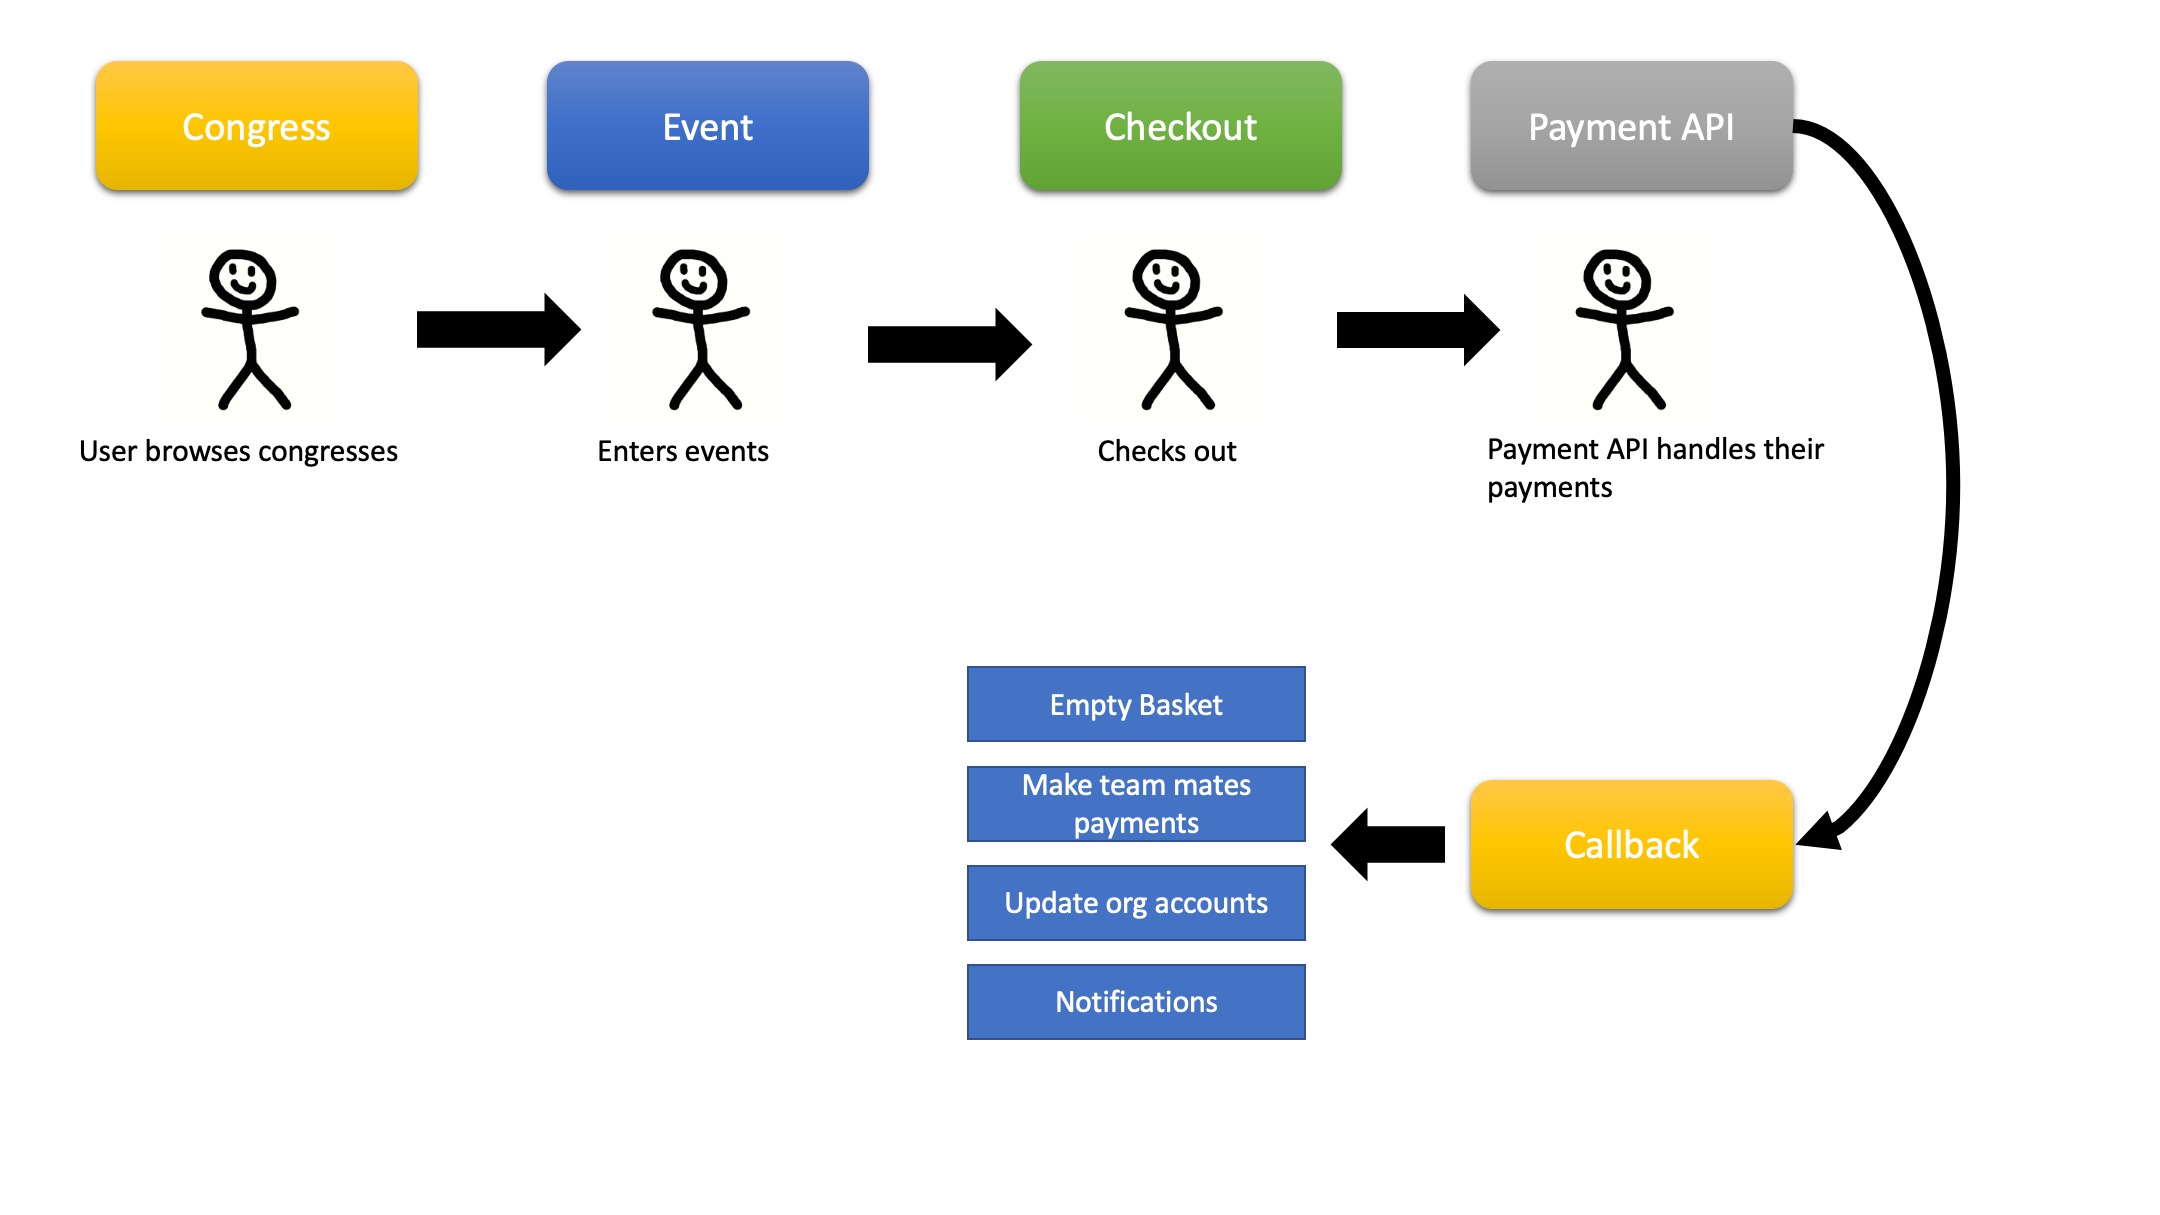 Congress
Event
Checkout
Payment API
User browses congresses
Enters events
Checks out
Payment API handles their
payments
Empty Basket
Make team mates
payments
Update org accounts
Notifications
Callback